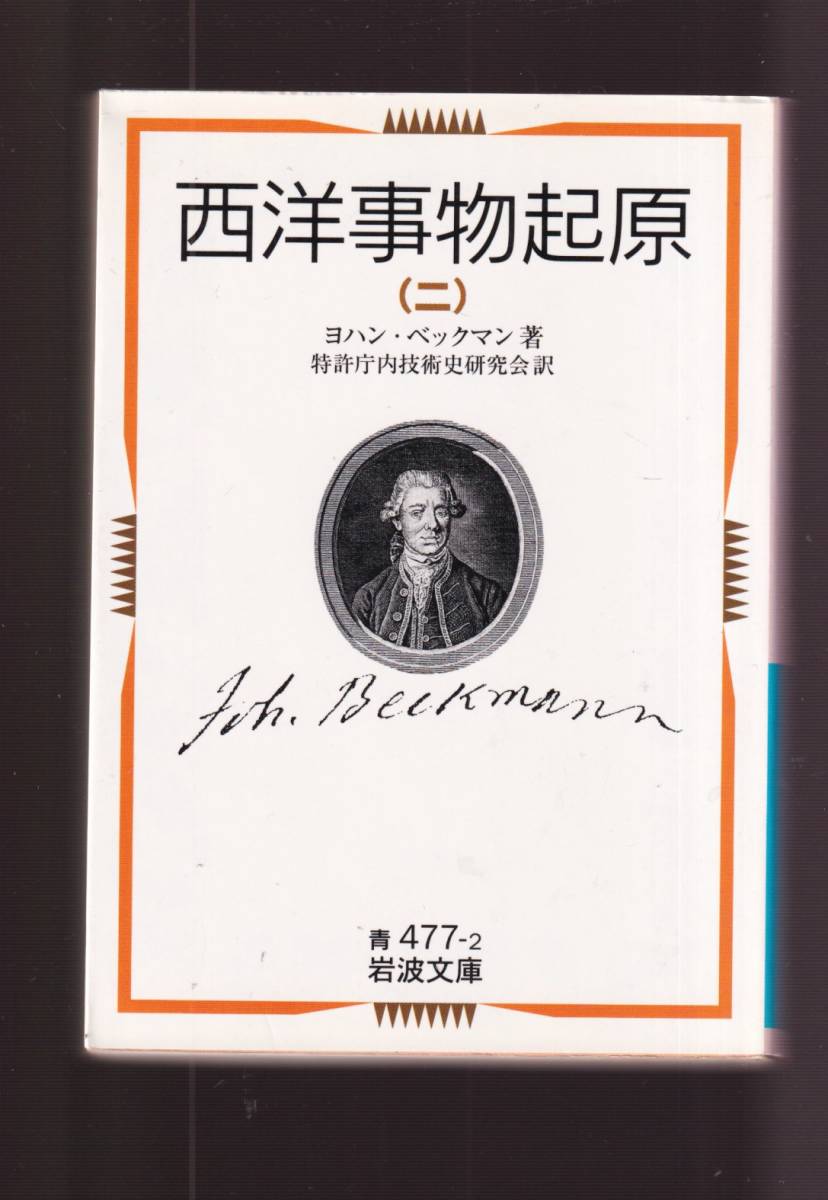 西洋事物起原
(二)
ヨハン・ベックマン著
特許庁内技術史研究会訳
Joh. Beckmann
青 477-2
岩波文庫